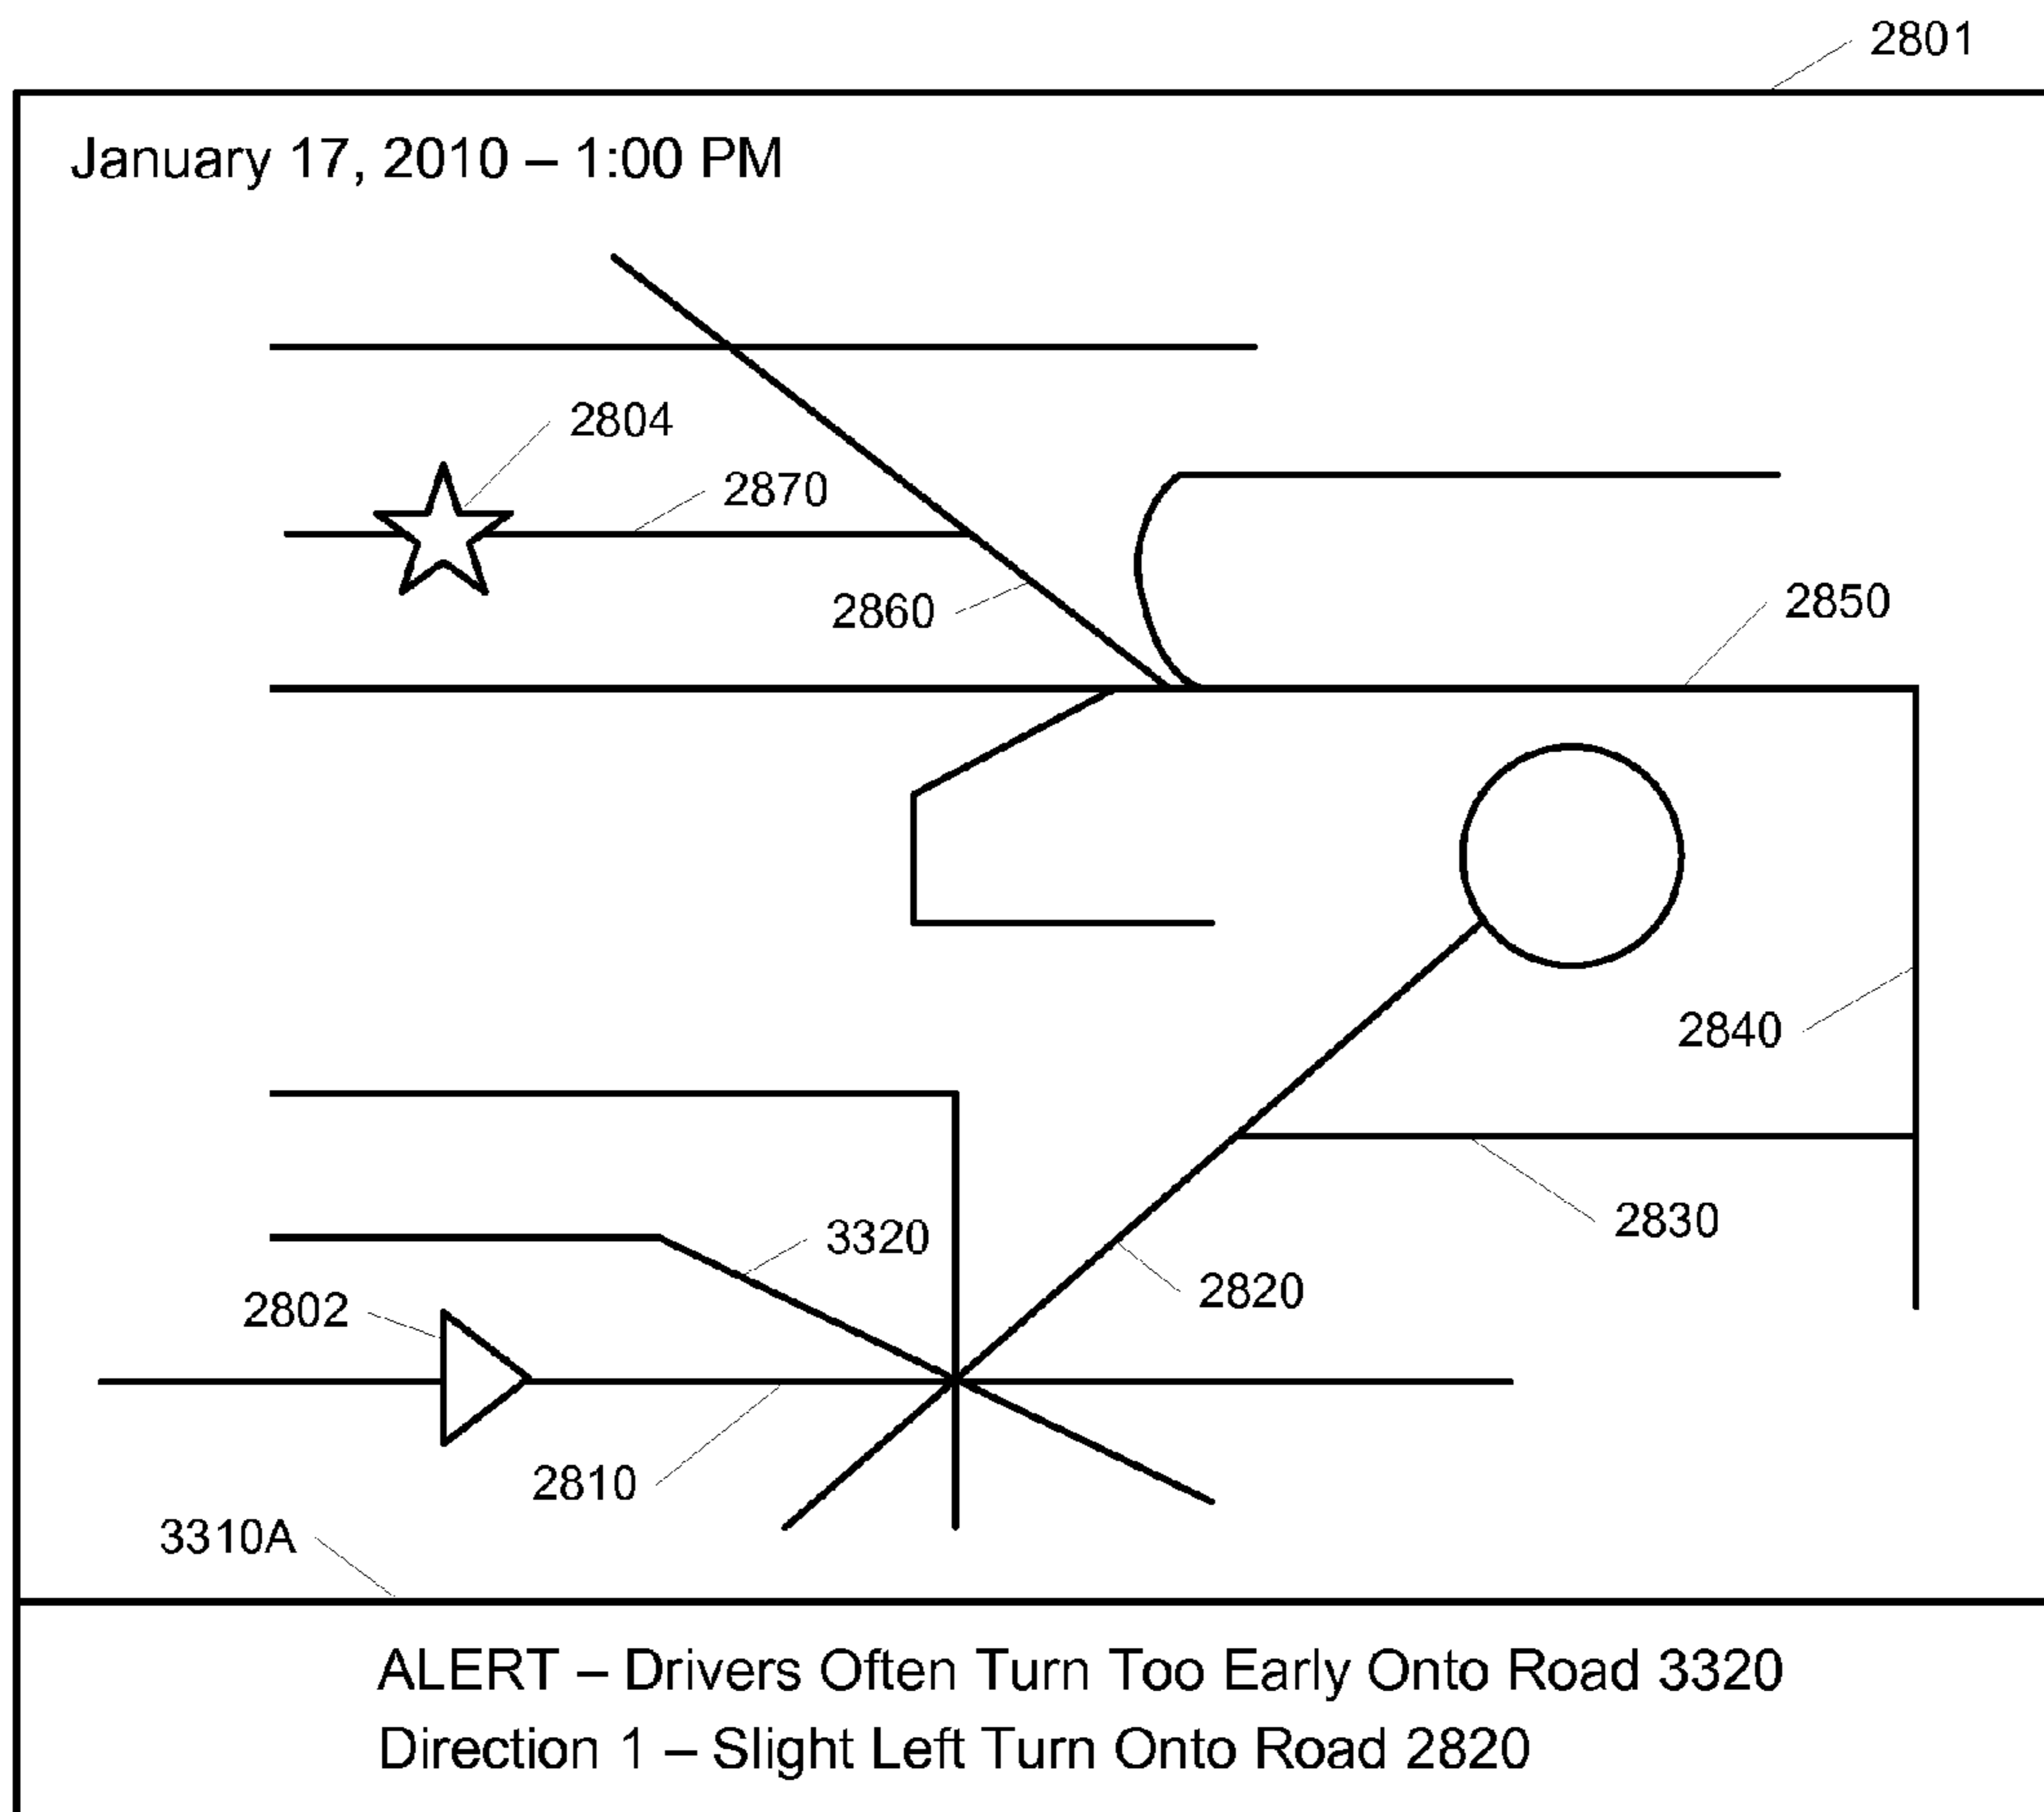 2801
January 17, 2010 – 1:00 PM
2804
2870
2860
2850
2840
2830
3320
2820
2802
2810
3310A
ALERT – Drivers Often Turn Too Early Onto Road 3320
Direction 1 – Slight Left Turn Onto Road 2820